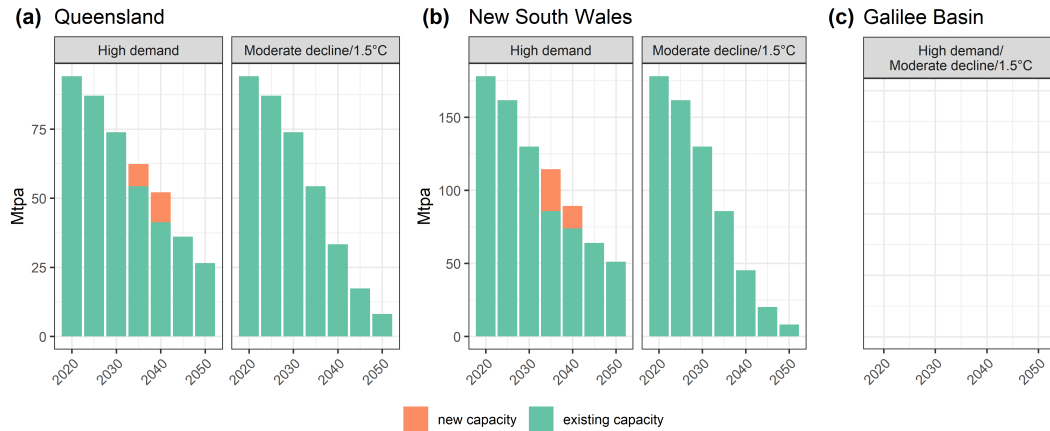 (a) Queensland
(b) New South Wales
(c) Galilee Basin
High demand
Moderate decline/1.5°C
High demand
Moderate decline/1.5°C
High demand/
Moderate decline/1.5°C
Mtpa
75
50
25
0
2020
2030
2040
2050
2020
2030
2040
2050
Mtpa
150
100
50
0
2020
2030
2040
2050
2020
2030
2040
2050
2020
2030
2040
2050
new capacity
existing capacity